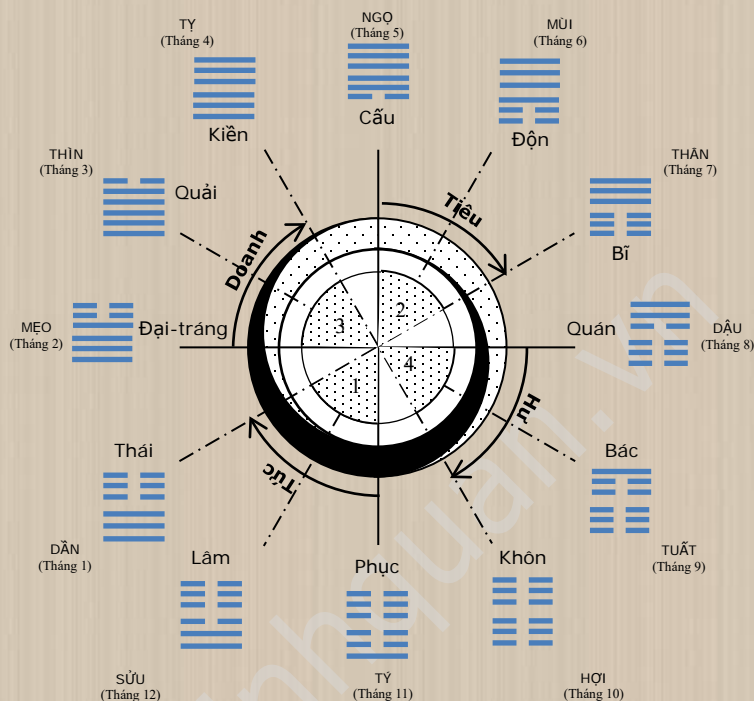 NGỌ
(Tháng 5)
Cấu
MÙI
(Tháng 6)
Độn
THÂN
(Tháng 7)
Bĩ
DẬU
(Tháng 8)
Quán
Bác
TUẤT
(Tháng 9)
Khôn
HỢI
(Tháng 10)
Phục
TÝ
(Tháng 11)
Lâm
SỬU
(Tháng 12)
Thái
DẦN
(Tháng 1)
Đại-tráng
MẸO
(Tháng 2)
Quải
THÌN
(Tháng 3)
Kiền
TỴ
(Tháng 4)
Doanh
Tiêu
Hư
Tức
3
2
1
4
inhquan.vn